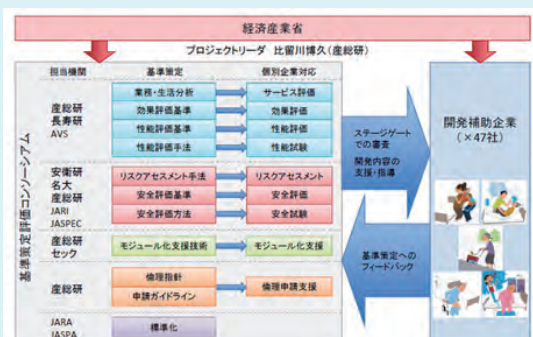 経済産業省
プロジェクトリーダ 比留川博久(産総研)
基準策定評価コンソーシアム
担当機関 基準策定 個別企業対応
産総研
長寿研
AVS
業務・生活分析 サービス評価
効果評価基準 効果評価
性能評価基準 性能評価
性能評価手法 性能試験
安衛研
名大
産総研
JARI
JASPEC
リスクアセスメント手法 リスクアセスメント
安全評価基準 安全評価
安全評価方法 安全試験
産総研
セック
モジュール化支援技術 モジュール化支援
産総研
倫理指針
申請ガイドライン
倫理申請支援
JARA
JASPA
標準化
ステージゲート
での審査
開発内容の
支援・指導
基準策定への
フィードバック
開発補助企業
(×47社)